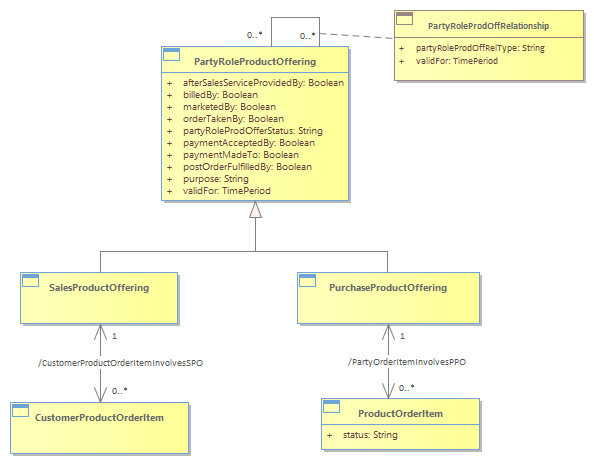 0..*
0..*
PartyRoleProdOffRelationship
+ partyRoleProdOffRelType: String
+ validFor: TimePeriod
PartyRoleProductOffering
+ afterSalesServiceProvidedBy: Boolean
+ billedBy: Boolean
+ marketedBy: Boolean
+ orderTakenBy: Boolean
+ partyRoleProdOfferStatus: String
+ paymentAcceptedBy: Boolean
+ paymentMadeTo: Boolean
+ postOrderFulfilledBy: Boolean
+ purpose: String
+ validFor: TimePeriod
SalesProductOffering
PurchaseProductOffering
1
1
/CustomerProductOrderItemInvolvesSPO
/PartyOrderItemInvolvesPPO
0..*
0..*
CustomerProductOrderItem
ProductOrderItem
+ status: String